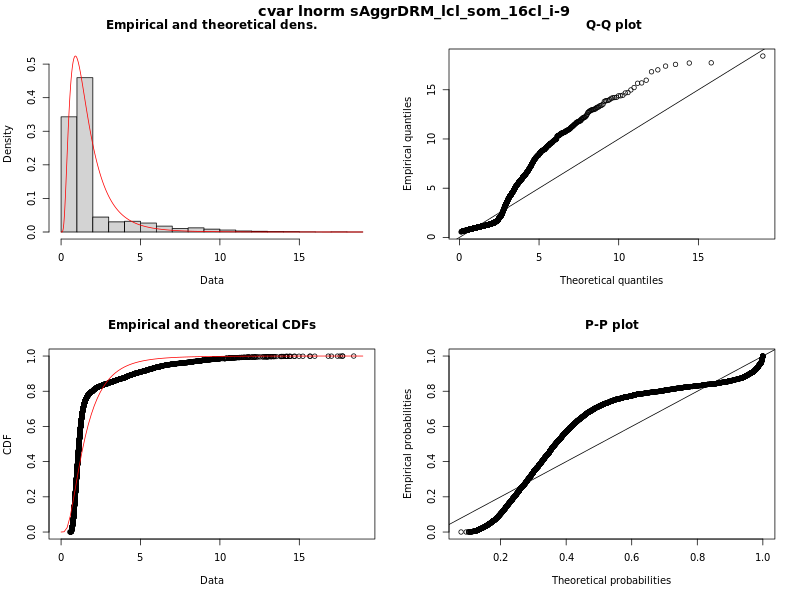 cvar lnorm sAggrDRM_lcl_som_16cl_i-9
Empirical and theoretical dens.
Density
0.0 0.1 0.2 0.3 0.4 0.5
0 5 10 15
Data
Q-Q plot
Empirical quantiles
0 5 10 15
0 5 10 15
Theoretical quantiles
Empirical and theoretical CDFs
CDF
0.0 0.2 0.4 0.6 0.8 1.0
0 5 10 15
Data
P-P plot
Empirical probabilities
0.0 0.2 0.4 0.6 0.8 1.0
0.2 0.4 0.6 0.8 1.0
Theoretical probabilities